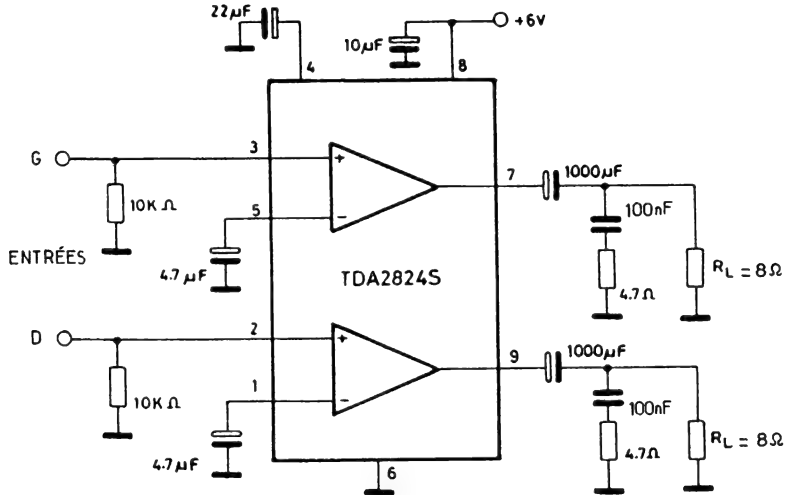 22µF
+6V
10µF
4
8
G
3
+
7
1000µF
10K Ω
100nF
5
−
ENTRÉES
4.7µF
TDA2824S
4.7Ω
RL = 8Ω
D
2
+
9
1000µF
10KΩ
1
−
100nF
4.7µF
4.7Ω
RL = 8Ω
6